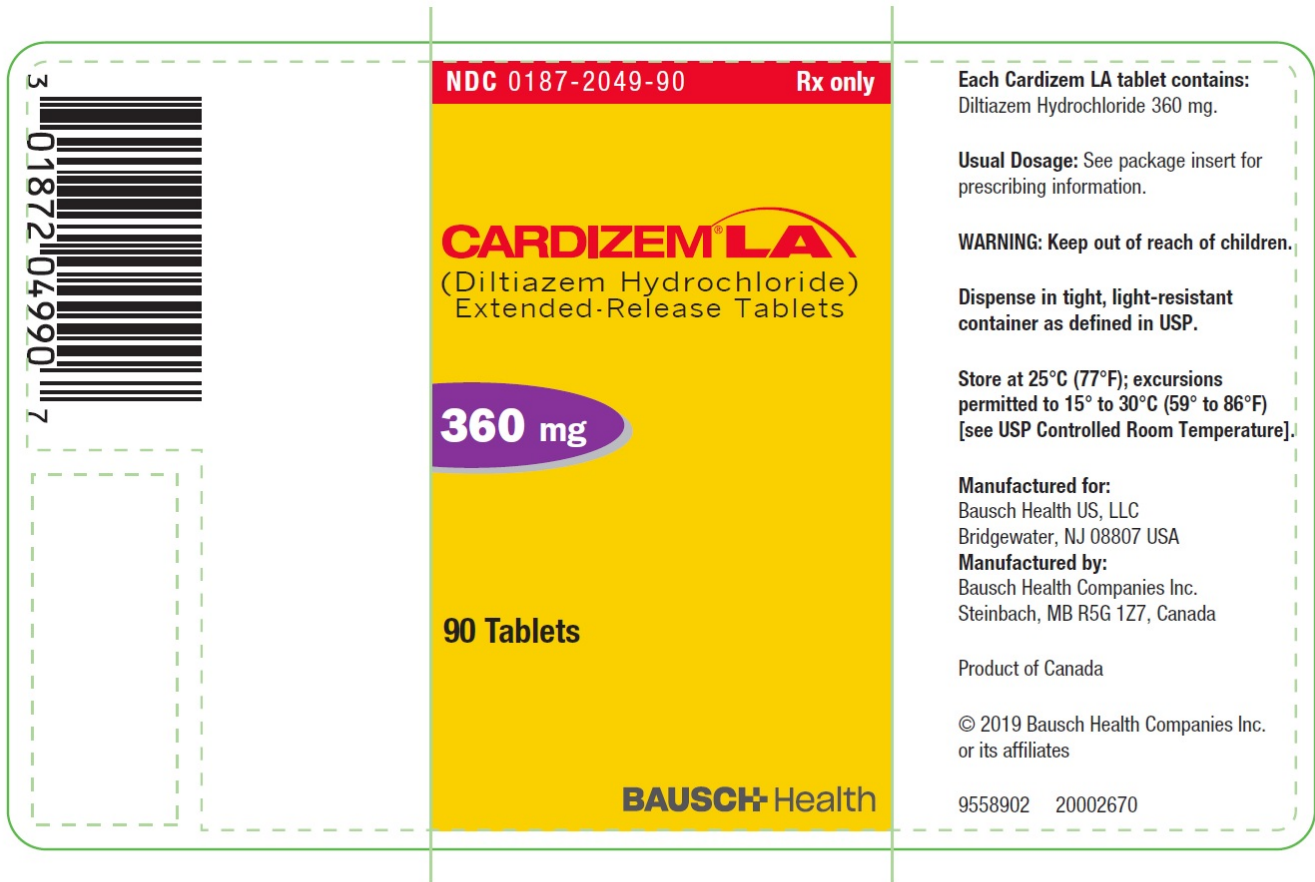 3 01872 04990 7
NDC 0187-2049-90 Rx only
CARDIZEM® LA
(Diltiazem Hydrochloride)
Extended-Release Tablets
360 mg
90 Tablets
BAUSCH+ Health
Each Cardizem LA tablet contains:
Diltiazem Hydrochloride 360 mg.
Usual Dosage: See package insert for
prescribing information.
WARNING: Keep out of reach of children.
Dispense in tight, light-resistant
container as defined in USP.
Store at 25°C (77°F); excursions
permitted to 15° to 30°C (59° to 86°F)
[see USP Controlled Room Temperature].
Manufactured for:
Bausch Health US, LLC
Bridgewater, NJ 08807 USA
Manufactured by:
Bausch Health Companies Inc.
Steinbach, MB R5G 1Z7, Canada
Product of Canada
© 2019 Bausch Health Companies Inc.
or its affiliates
9558902 20002670